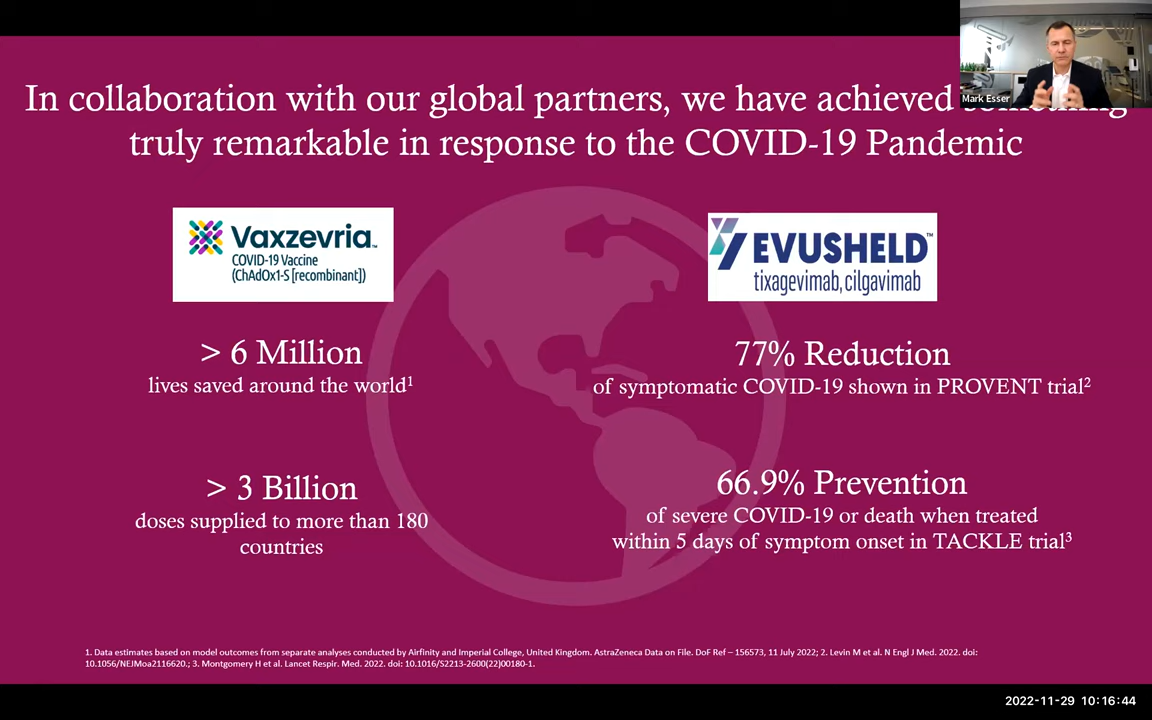 In collaboration with our global partners, we have achieved
Mark Esser
truly remarkable in response to the COVID-19 Pandemic
Vaxzevria™
COVID-19 Vaccine
(ChAdOx1-S [recombinant])
EVUSHELD™
tixagevimab, cilgavimab
> 6 Million
lives saved around the world¹
77% Reduction
of symptomatic COVID-19 shown in PROVENT trial²
> 3 Billion
doses supplied to more than 180
countries
66.9% Prevention
of severe COVID-19 or death when treated
within 5 days of symptom onset in TACKLE trial³
1. Data estimates based on model outcomes from separate analyses conducted by Airfinity and Imperial College, United Kingdom. AstraZeneca Data on File. DoF Ref – 156573, 11 July 2022; 2. Levin M et al. N Engl J Med. 2022. doi:
10.1056/NEJMoa2116620.; 3. Montgomery H et al. Lancet Respir. Med. 2022. doi: 10.1016/S2213-2600(22)00180-1.
2022-11-29 10:16:44